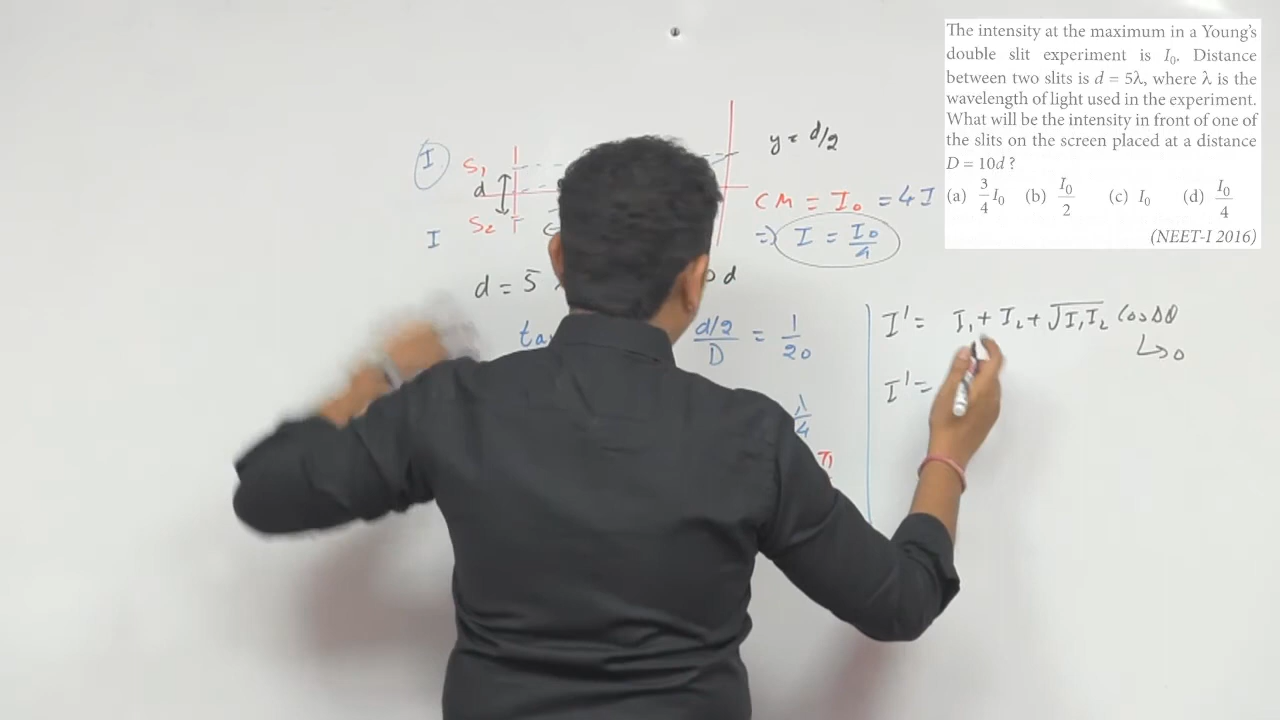 The intensity at the maximum in a Young's
double slit experiment is I₀. Distance
between two slits is d = 5λ, where λ is the
wavelength of light used in the experiment.
What will be the intensity in front of one of
the slits on the screen placed at a distance
D = 10d ?
(a) 3/4 I₀ (b) I₀/2 (c) I₀ (d) I₀/4
(NEET-I 2016)
y = d/2
I S₁
d
CM = I₀ = 4I
S₂
I
⇒ I = I₀/4
d = 5
d
d/2 / D = 1/20
I' = I₁ + I₂ + √I₁I₂ Cos Δθ
↳ 0
I' =
λ/4